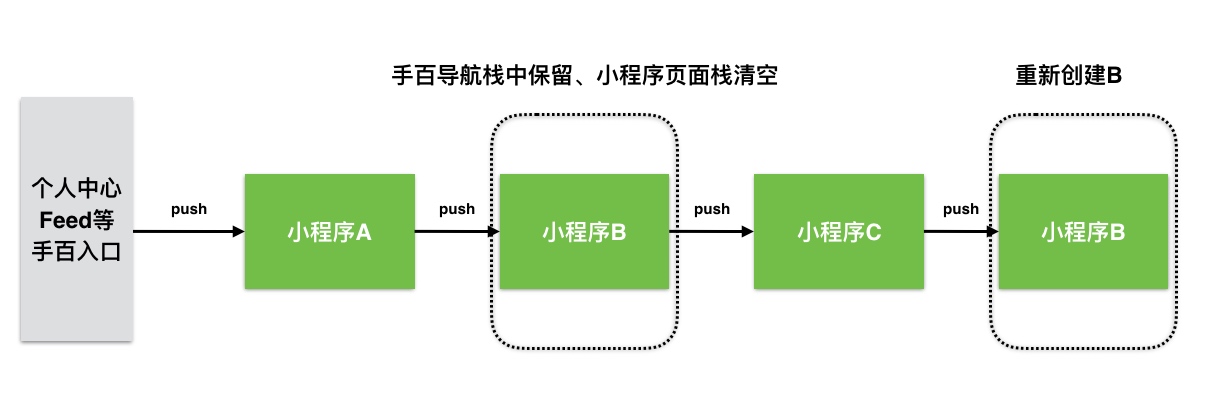 手百导航栈中保留、小程序页面栈清空
重新创建B
个人中心
Feed等
手百入口
push
小程序A
push
小程序B
push
小程序C
push
小程序B